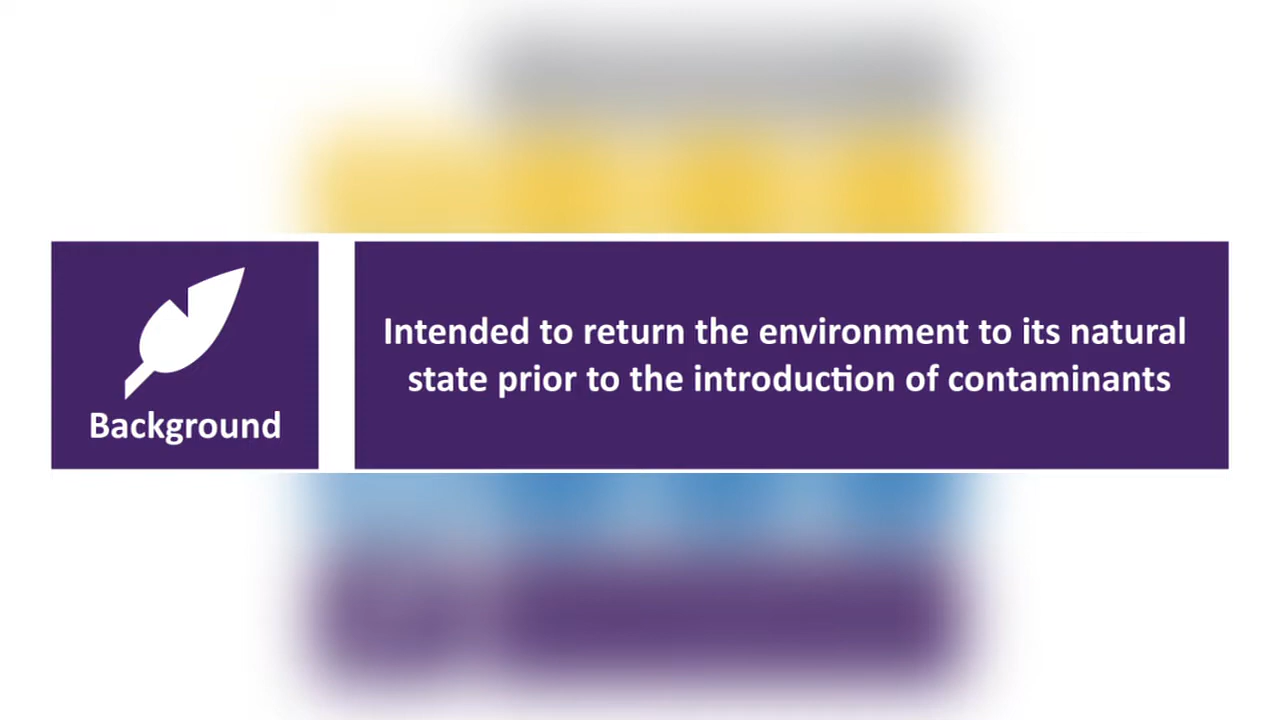 Background
Intended to return the environment to its natural
state prior to the introduction of contaminants